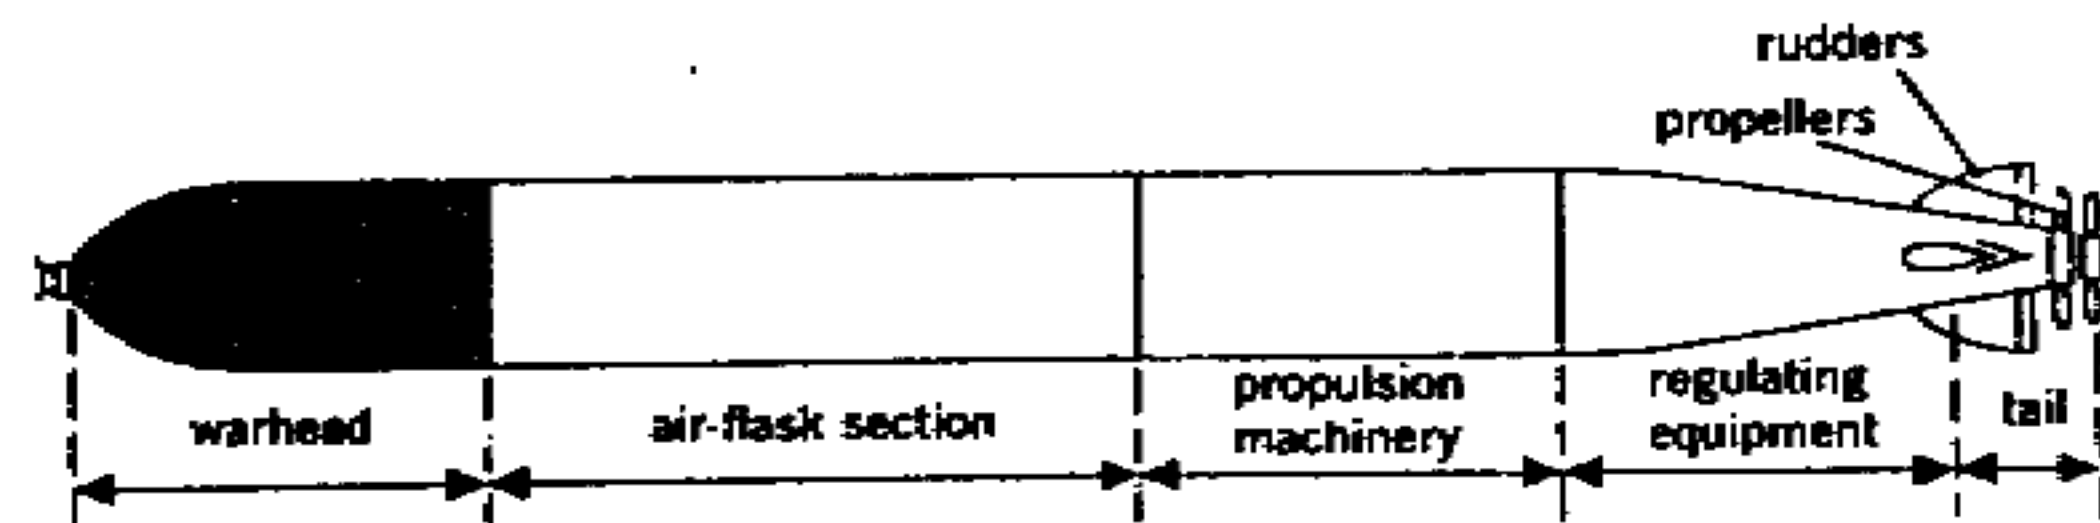 rudders
propellers
warhead
air-flask section
propulsion
machinery
regulating
equipment
tail